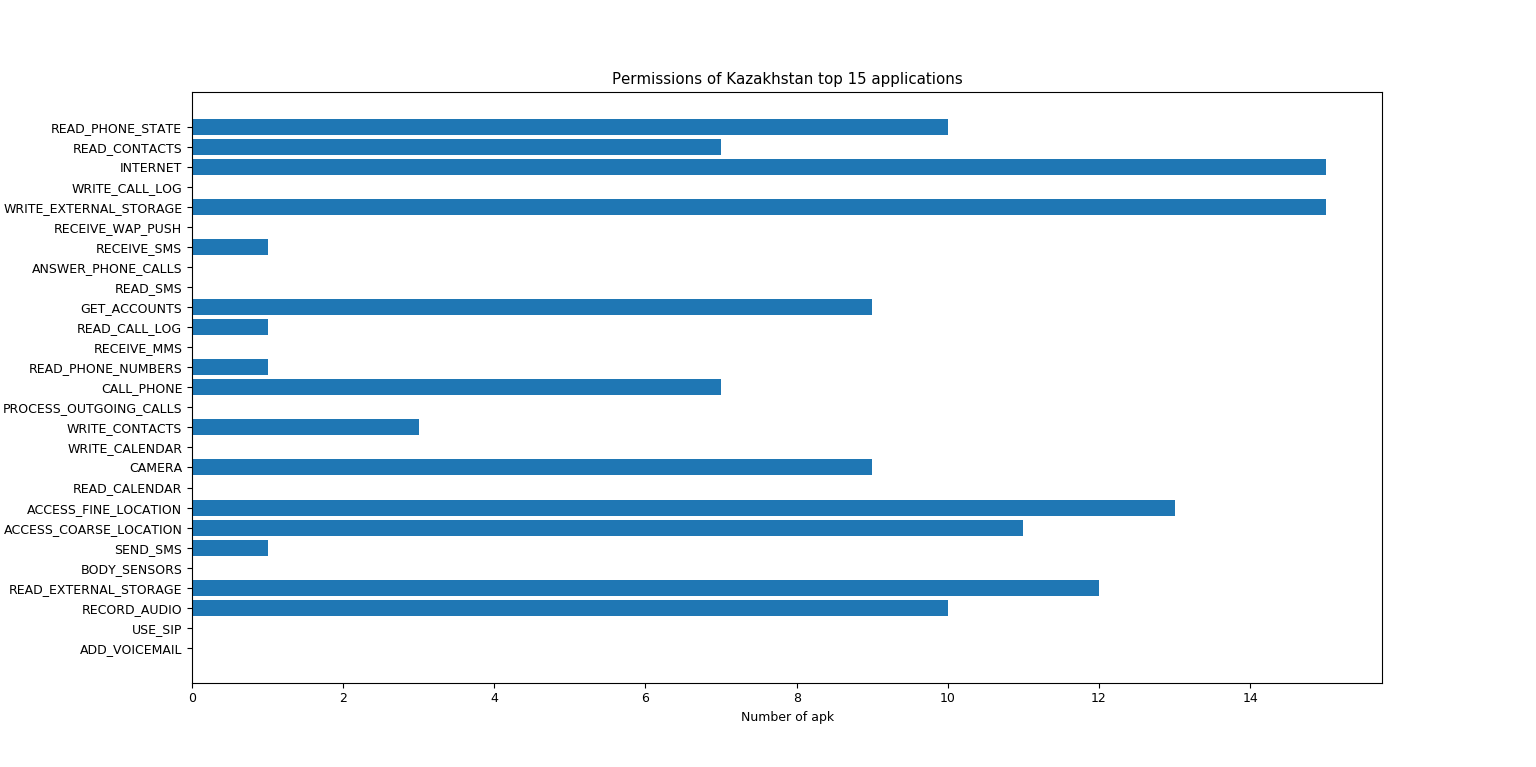 Permissions of Kazakhstan top 15 applications
READ_PHONE_STATE
READ_CONTACTS
INTERNET
WRITE_CALL_LOG
WRITE_EXTERNAL_STORAGE
RECEIVE_WAP_PUSH
RECEIVE_SMS
ANSWER_PHONE_CALLS
READ_SMS
GET_ACCOUNTS
READ_CALL_LOG
RECEIVE_MMS
READ_PHONE_NUMBERS
CALL_PHONE
PROCESS_OUTGOING_CALLS
WRITE_CONTACTS
WRITE_CALENDAR
CAMERA
READ_CALENDAR
ACCESS_FINE_LOCATION
ACCESS_COARSE_LOCATION
SEND_SMS
BODY_SENSORS
READ_EXTERNAL_STORAGE
RECORD_AUDIO
USE_SIP
ADD_VOICEMAIL
0 2 4 6 8 10 12 14
Number of apk